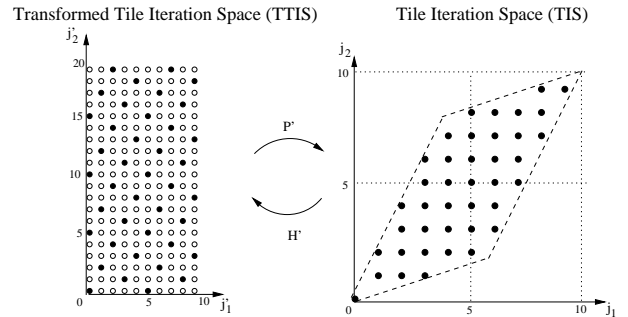 Transformed Tile Iteration Space (TTIS)
j'2
20
15
10
5
0
5
10
j'1
P'
H'
Tile Iteration Space (TIS)
j2
10
5
0
5
10
j1